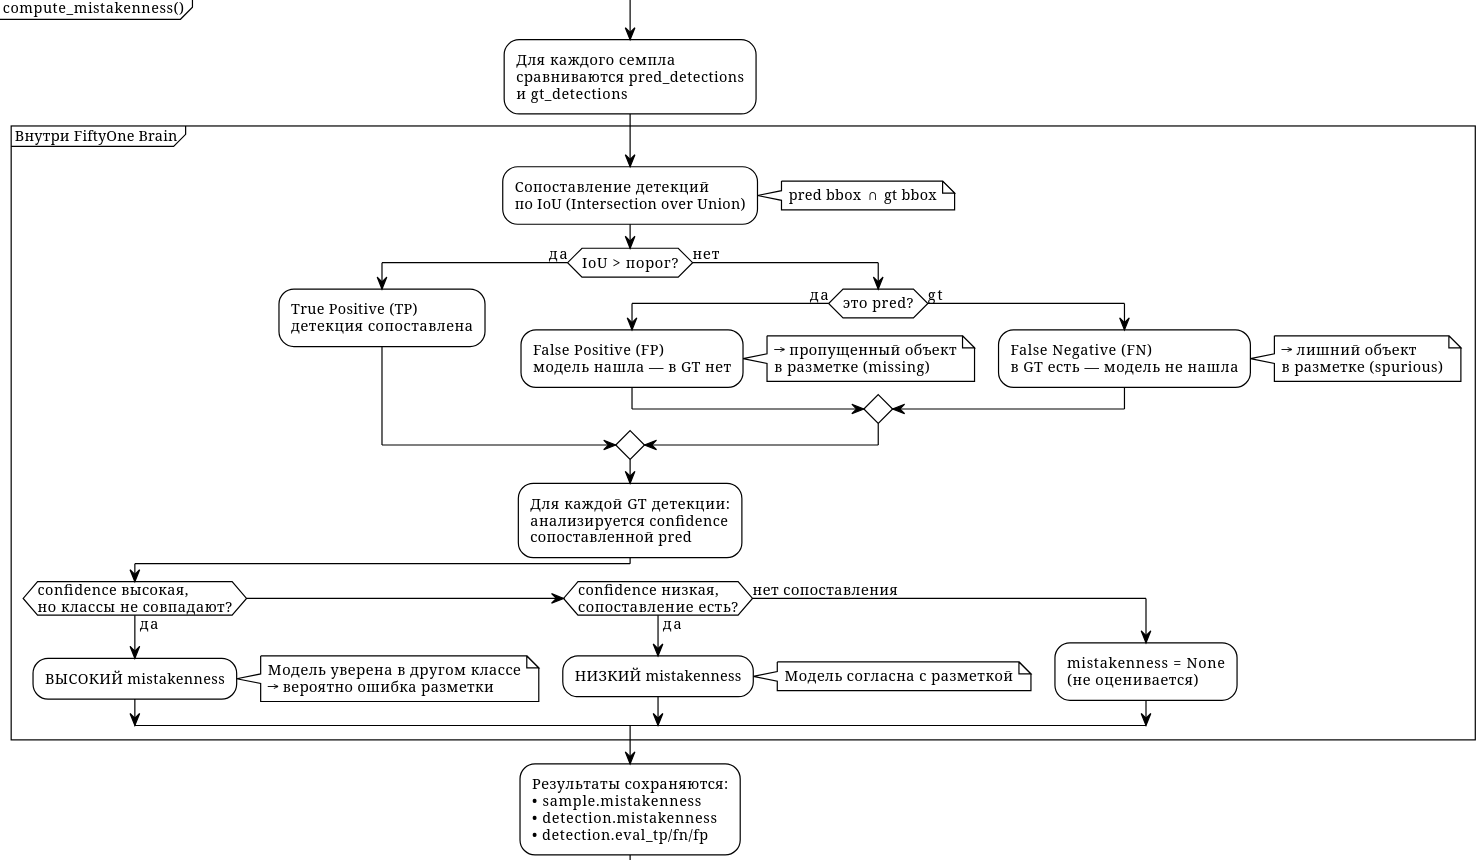 compute_mistakenness()
Для каждого семпла
сравниваются pred_detections
и gt_detections
Внутри FiftyOne Brain
Сопоставление детекций
по IoU (Intersection over Union)
pred bbox ∩ gt bbox
да
IoU > порог?
нет
True Positive (TP)
детекция сопоставлена
да
это pred?
gt
False Positive (FP)
модель нашла — в GT нет
→ пропущенный объект
в разметке (missing)
False Negative (FN)
в GT есть — модель не нашла
→ лишний объект
в разметке (spurious)
Для каждой GT детекции:
анализируется confidence
сопоставленной pred
confidence высокая,
но классы не совпадают?
да
confidence низкая,
сопоставление есть?
да
нет сопоставления
ВЫСОКИЙ mistakenness
Модель уверена в другом классе
→ вероятно ошибка разметки
НИЗКИЙ mistakenness
Модель согласна с разметкой
mistakenness = None
(не оценивается)
Результаты сохраняются:
• sample.mistakenness
• detection.mistakenness
• detection.eval_tp/fn/fp